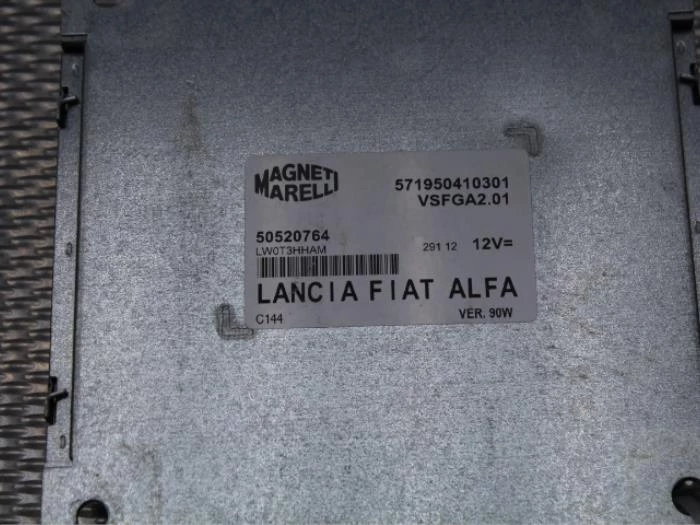 MAGNETI
MARELLI
571950410301
VSFGA2.01
50520764
LW0T3HHAM
291 12 12V=
LANCIA FIAT ALFA
C144 VER. 90W